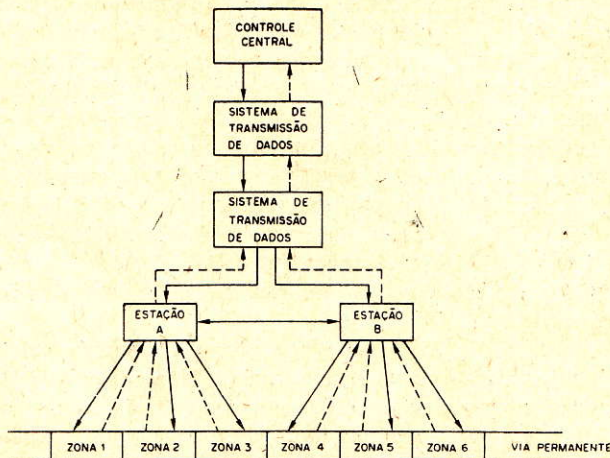 CONTROLE
CENTRAL
SISTEMA DE
TRANSMISSÃO
DE DADOS
SISTEMA DE
TRANSMISSÃO
DE DADOS
ESTAÇÃO
A
ESTAÇÃO
B
ZONA 1
ZONA 2
ZONA 3
ZONA 4
ZONA 5
ZONA 6
VIA PERMANENTE